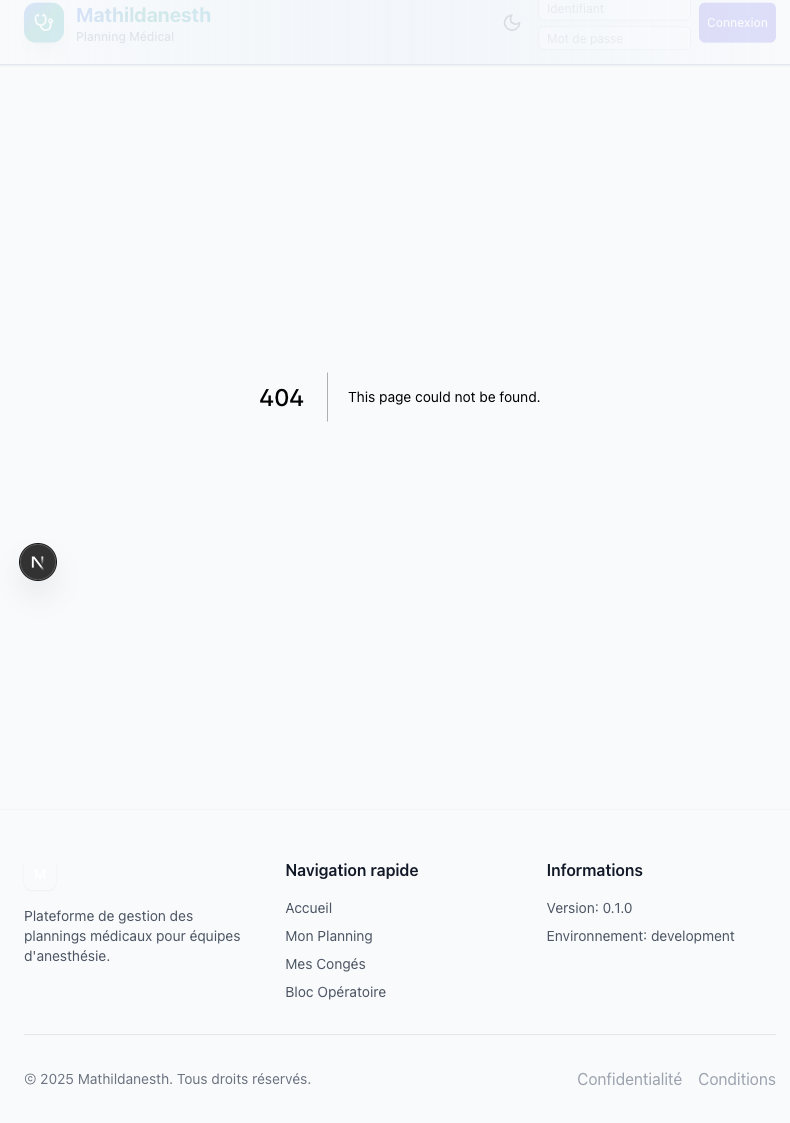 Mathildanesth
Planning Médical
Identifiant
Mot de passe
Connexion
404
This page could not be found.
N
M
Plateforme de gestion des
plannings médicaux pour équipes
d'anesthésie.
Navigation rapide
Accueil
Mon Planning
Mes Congés
Bloc Opératoire
Informations
Version: 0.1.0
Environnement: development
© 2025 Mathildanesth. Tous droits réservés.
Confidentialité
Conditions